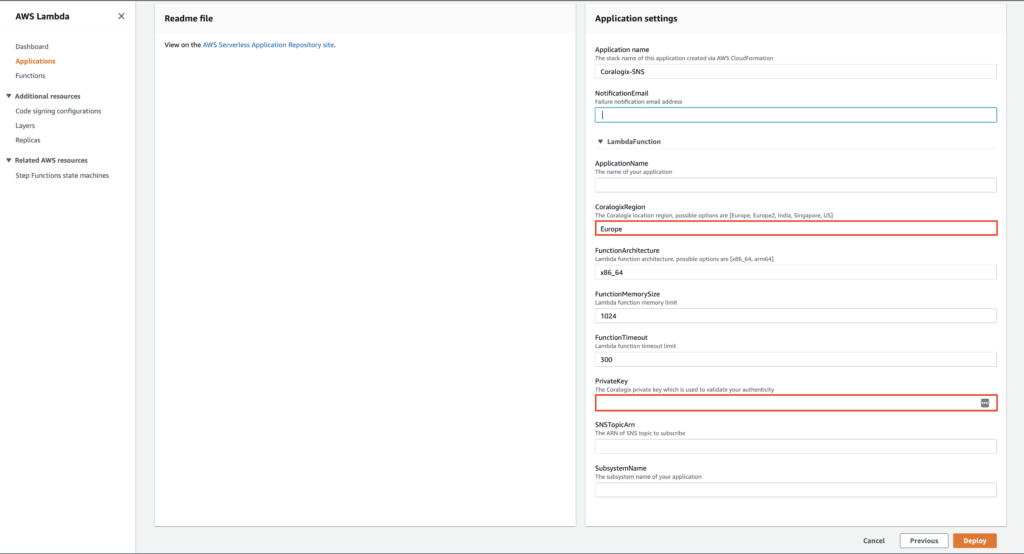 AWS Lambda
Dashboard
Applications
Functions
Additional resources
Code signing configurations
Layers
Replicas
Related AWS resources
Step Functions state machines
Readme file
View on the AWS Serverless Application Repository site.
Application settings
Application name
The stack name of this application created via AWS CloudFormation
Coralogix-SNS
NotificationEmail
Failure notification email address
LambdaFunction
ApplicationName
The name of your application
CoralogixRegion
The Coralogix location region, possible options are [Europe, Europe2, India, Singapore, US]
Europe
FunctionArchitecture
Lambda function architecture, possible options are [x86_64, arm64]
x86_64
FunctionMemorySize
Lambda function memory limit
1024
FunctionTimeout
Lambda function timeout limit
300
PrivateKey
The Coralogix private key which is used to validate your authenticity
SNSTopicArn
The ARN of SNS topic to subscribe
SubsystemName
The subsystem name of your application
Cancel
Previous
Deploy